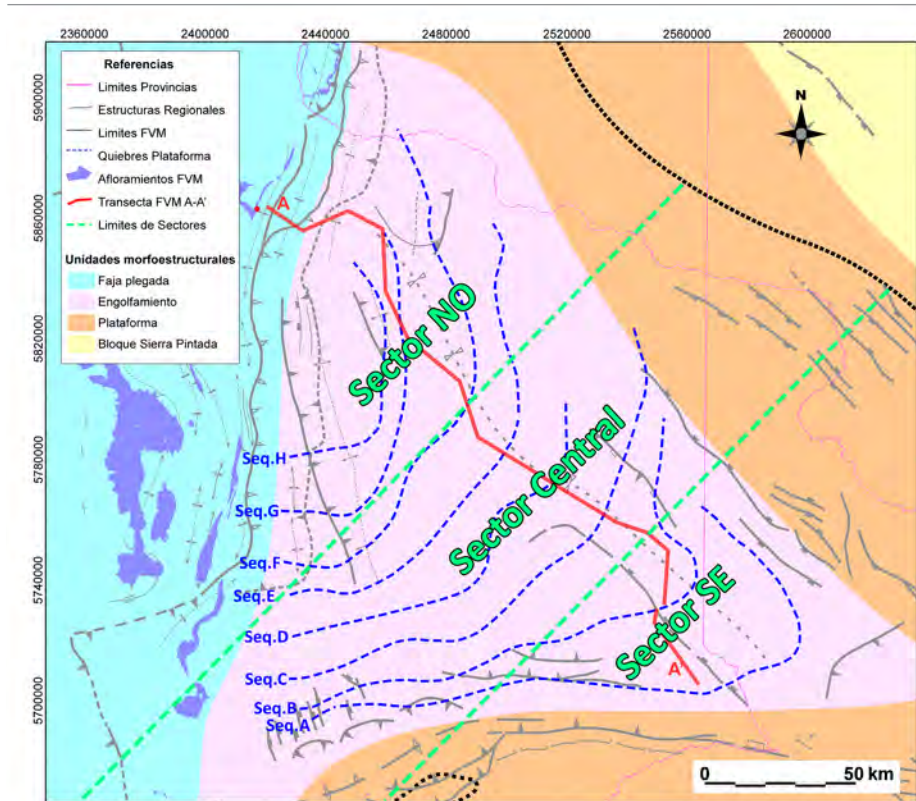 2360000 2400000 2440000 2480000 2520000 2560000 2600000
5900000
5860000
5820000
5780000
5740000
5700000
Referencias
Limites Provincias
Estructuras Regionales
Limites FVM
Quiebres Plataforma
Afloramientos FVM
Transecta FVM A-A'
Limites de Sectores
Unidades morfoestructurales
Faja plegada
Engolfamiento
Plataforma
Bloque Sierra Pintada
N
A
Sector NO
Sector Central
Sector SE
Seq.H
Seq.G
Seq.F
Seq.E
Seq.D
Seq.C
Seq.B
Seq.A
A'
0 50 km